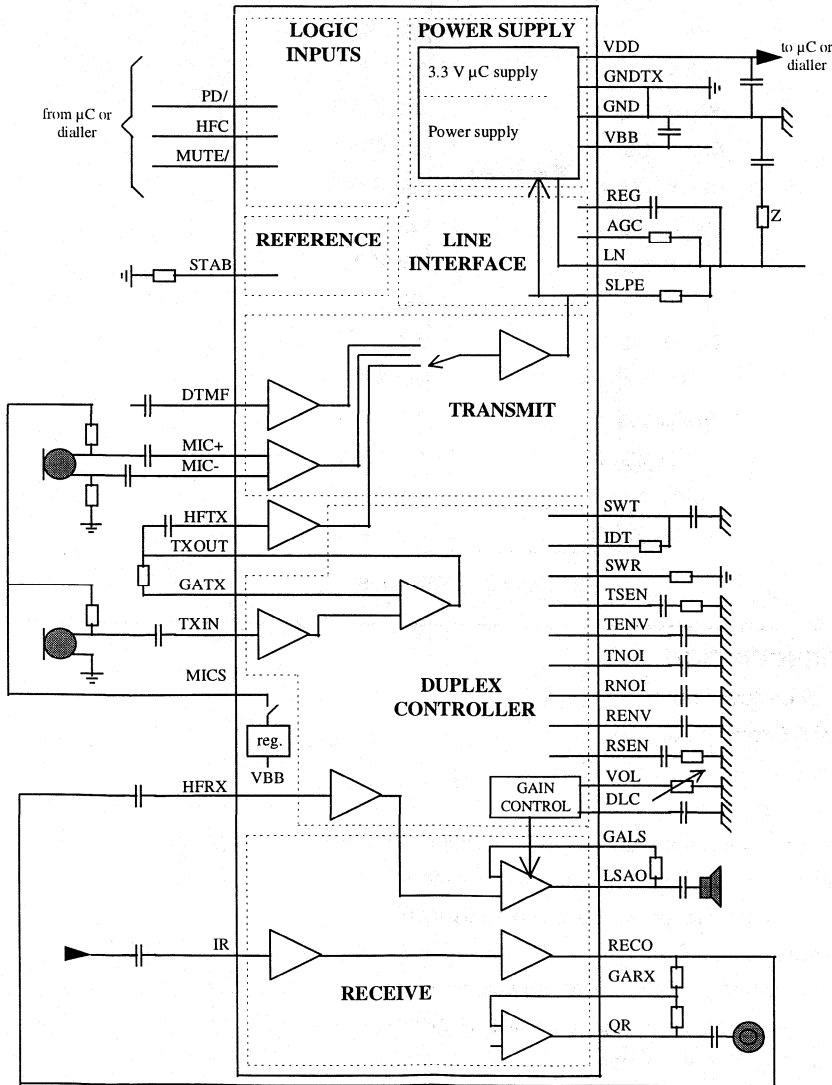 LOGIC
INPUTS
POWER SUPPLY
VDD
to µC or
dialler
3.3 V µC supply
GNDTX
GND
Power supply
VBB
from µC or
dialler
PD/
HFC
MUTE/
REG
Z
AGC
REFERENCE
LINE
INTERFACE
LN
STAB
SLPE
DTMF
TRANSMIT
MIC+
MIC-
HFTX
SWT
TXOUT
IDT
GATX
SWR
TSEN
TXIN
TENV
TNOI
MICS
DUPLEX
CONTROLLER
RNOI
RENV
reg.
RSEN
VBB
VOL
HFRX
GAIN
CONTROL
DLC
GALS
LSAO
IR
RECO
GARX
RECEIVE
QR